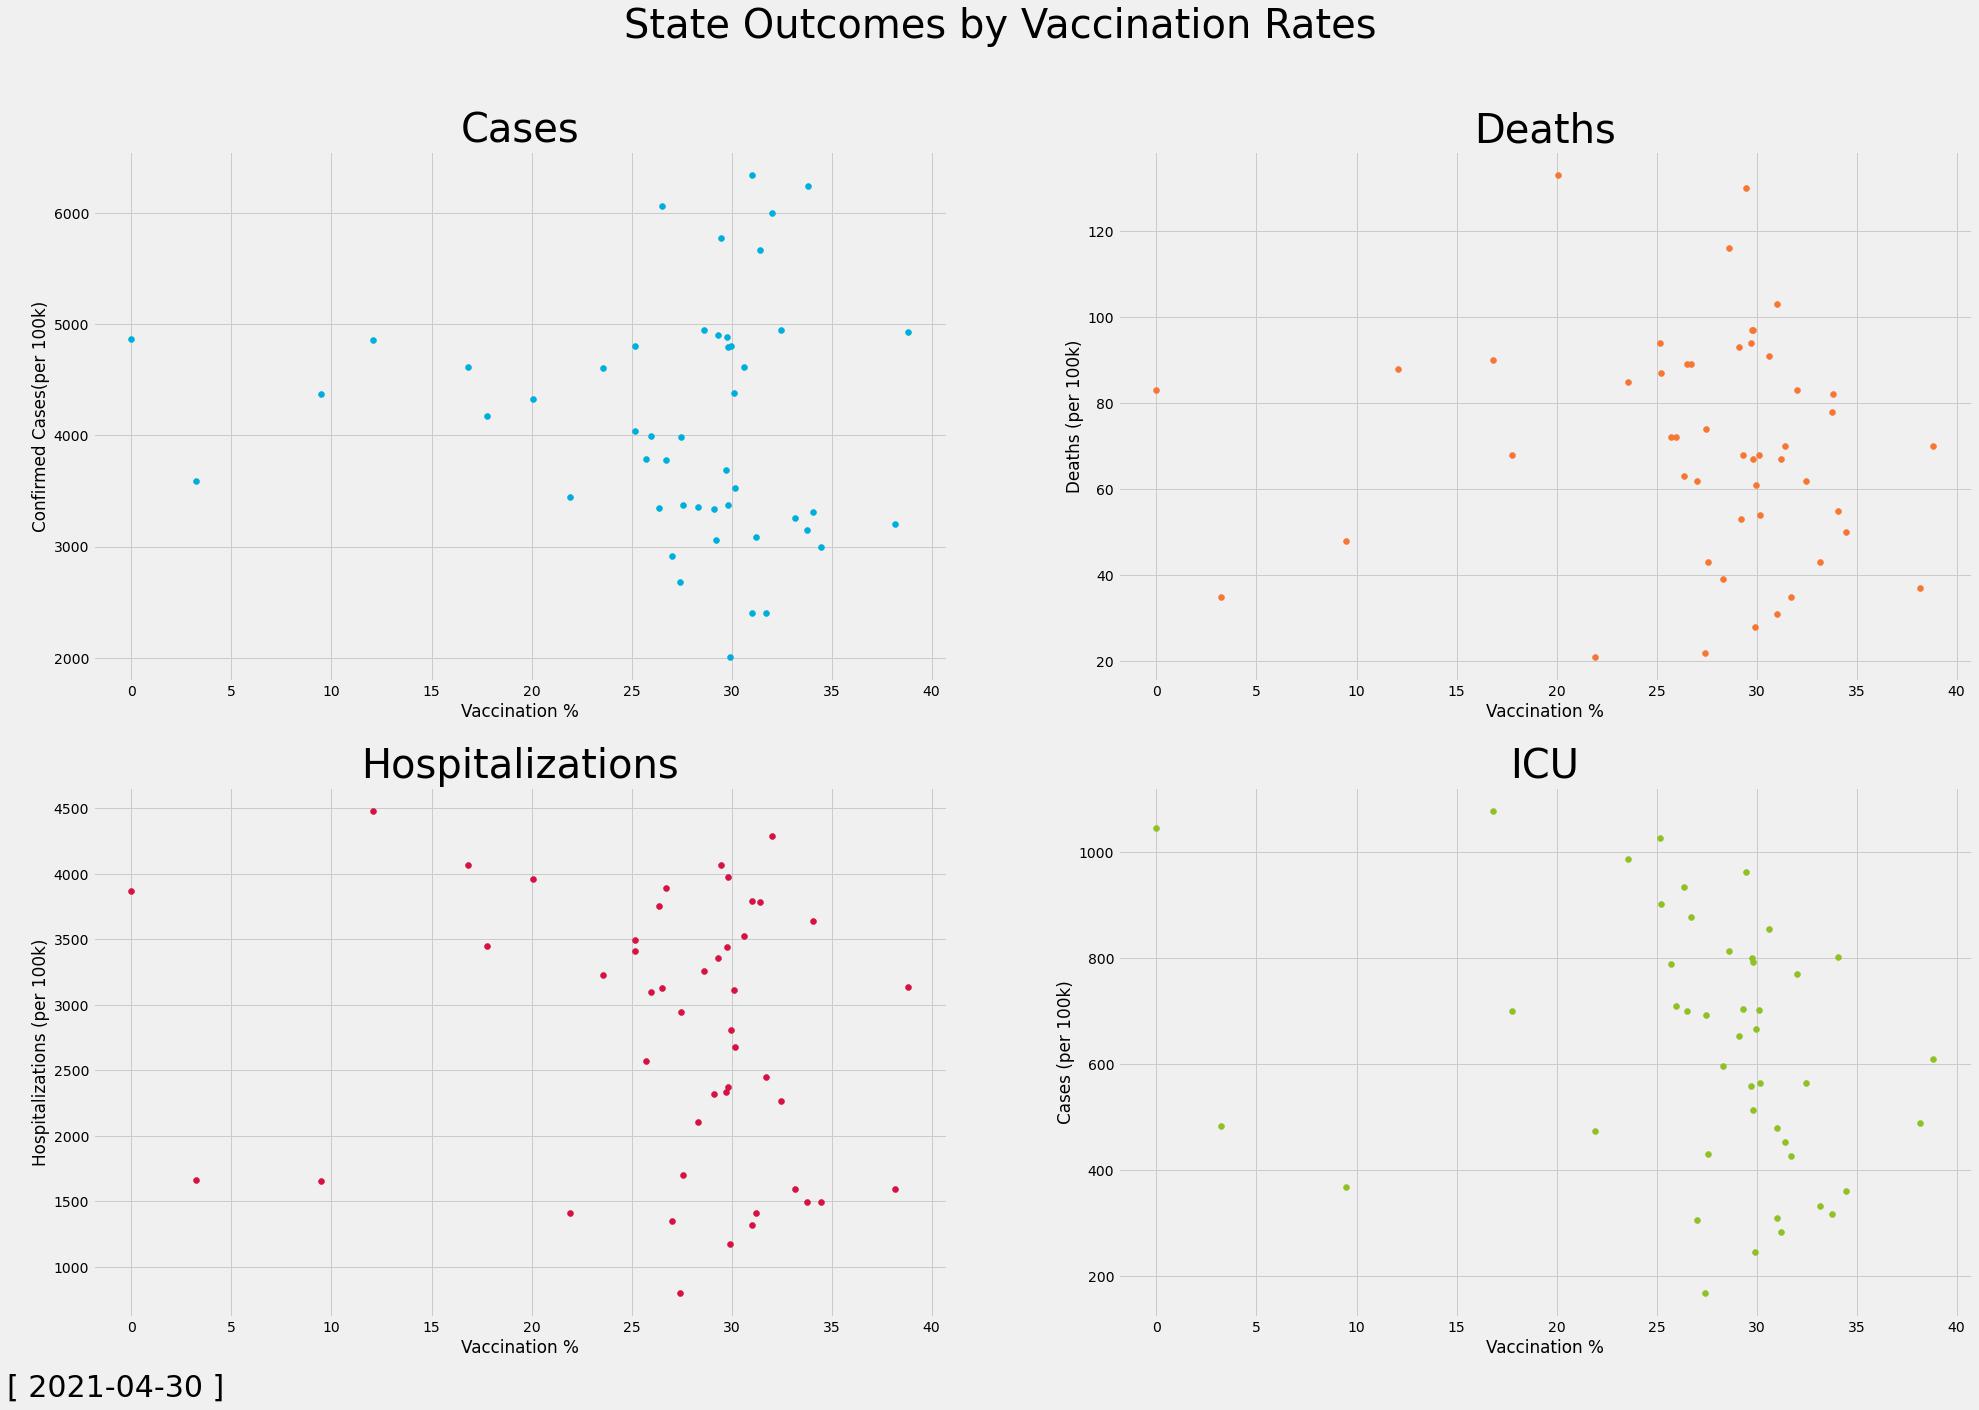 State Outcomes by Vaccination Rates
Cases
Confirmed Cases(per 100k)
6000
5000
4000
3000
2000
0 5 10 15 20 25 30 35 40
Vaccination %
Deaths
Deaths (per 100k)
120
100
80
60
40
20
0 5 10 15 20 25 30 35 40
Vaccination %
Hospitalizations
Hospitalizations (per 100k)
4500
4000
3500
3000
2500
2000
1500
1000
0 5 10 15 20 25 30 35 40
Vaccination %
ICU
Cases (per 100k)
1000
800
600
400
200
0 5 10 15 20 25 30 35 40
Vaccination %
[ 2021-04-30 ]